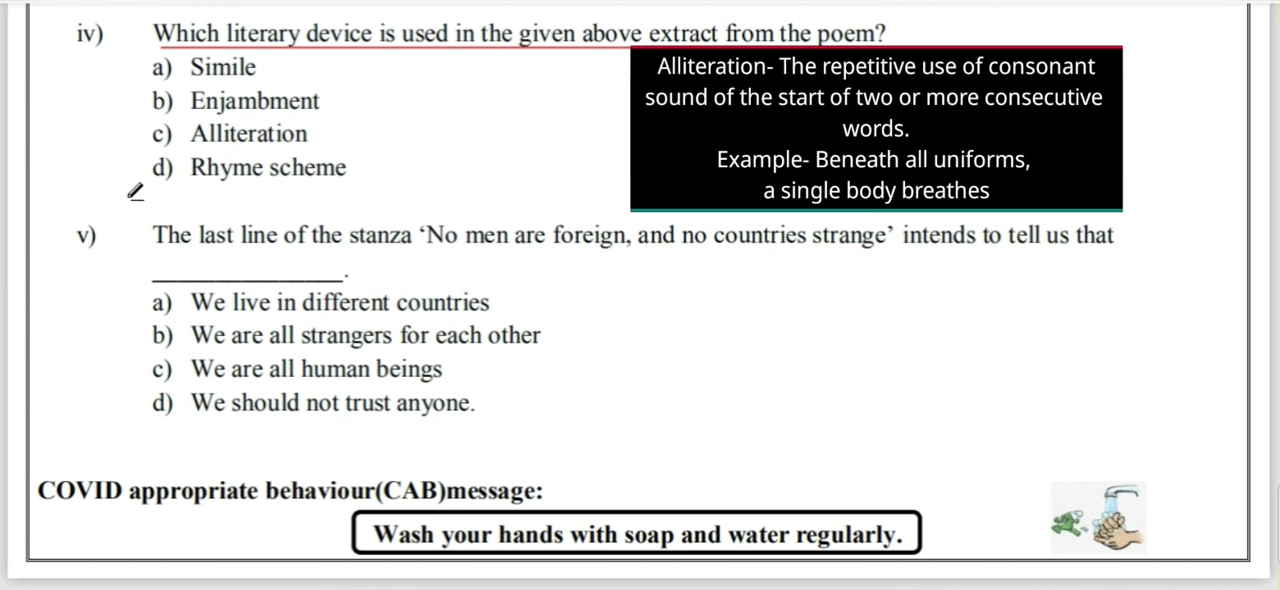 iv) Which literary device is used in the given above extract from the poem?
a) Simile
b) Enjambment
c) Alliteration
d) Rhyme scheme
Alliteration- The repetitive use of consonant
sound of the start of two or more consecutive
words.
Example- Beneath all uniforms,
a single body breathes
v) The last line of the stanza ‘No men are foreign, and no countries strange’ intends to tell us that
________________.
a) We live in different countries
b) We are all strangers for each other
c) We are all human beings
d) We should not trust anyone.
COVID appropriate behaviour(CAB)message:
Wash your hands with soap and water regularly.